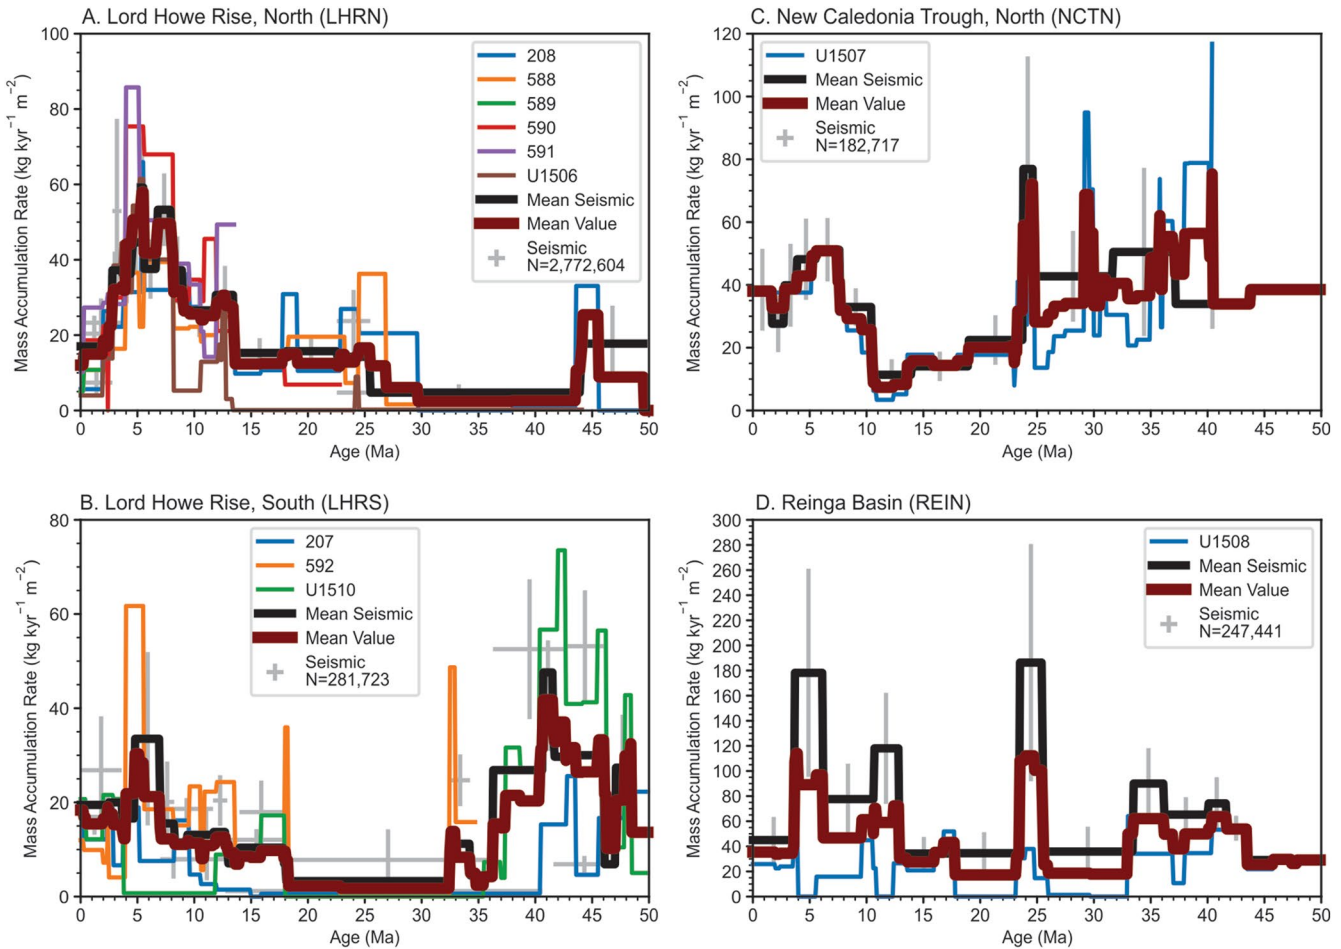 A. Lord Howe Rise, North (LHRN)
Mass Accumulation Rate (kg kyr⁻¹ m⁻²)
100
80
60
40
20
0
0 5 10 15 20 25 30 35 40 45 50
Age (Ma)
208
588
589
590
591
U1506
Mean Seismic
Mean Value
Seismic
N=2,772,604
C. New Caledonia Trough, North (NCTN)
Mass Accumulation Rate (kg kyr⁻¹ m⁻²)
120
100
80
60
40
20
0
0 5 10 15 20 25 30 35 40 45 50
Age (Ma)
U1507
Mean Seismic
Mean Value
Seismic
N=182,717
B. Lord Howe Rise, South (LHRS)
Mass Accumulation Rate (kg kyr⁻¹ m⁻²)
80
60
40
20
0
0 5 10 15 20 25 30 35 40 45 50
Age (Ma)
207
592
U1510
Mean Seismic
Mean Value
Seismic
N=281,723
D. Reinga Basin (REIN)
Mass Accumulation Rate (kg kyr⁻¹ m⁻²)
300
280
260
240
220
200
180
160
140
120
100
80
60
40
20
0
0 5 10 15 20 25 30 35 40 45 50
Age (Ma)
U1508
Mean Seismic
Mean Value
Seismic
N=247,441